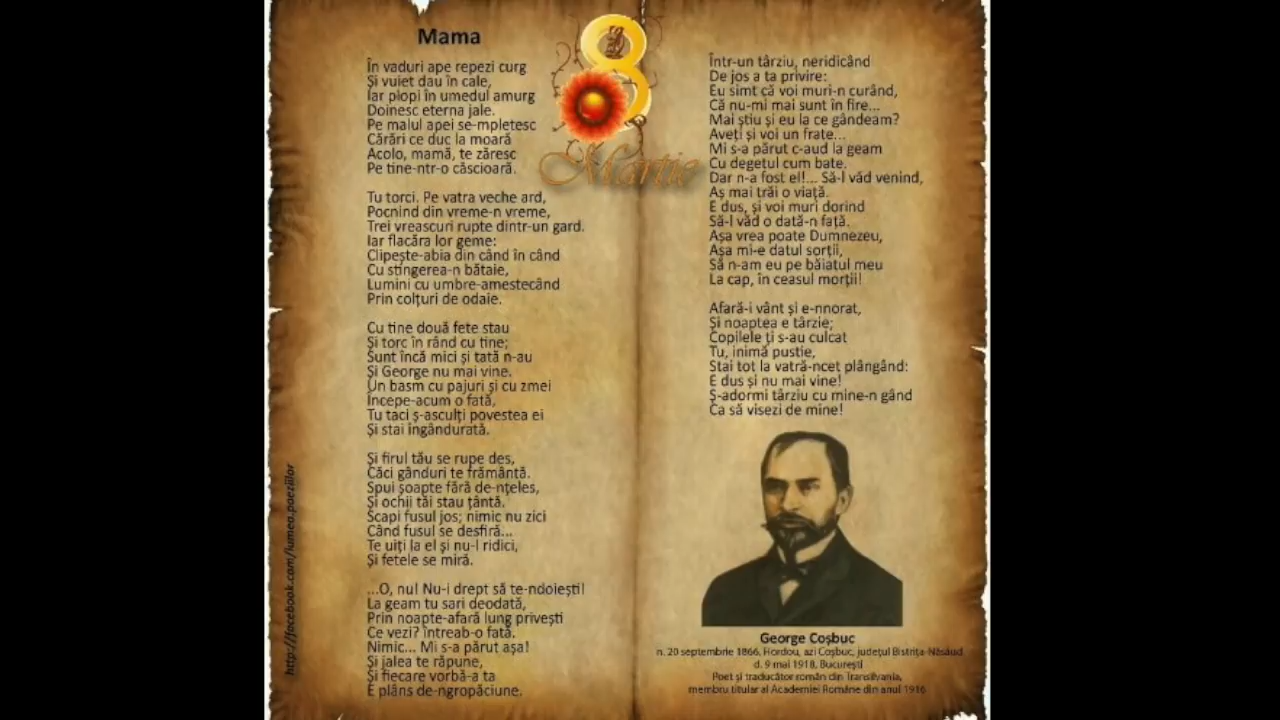 Mama
În vaduri ape repezi curg
Și vuiet dau în cale,
Iar plopi în umedul amurg
Doinesc eterna jale.
Pe malul apei se-mpletesc
Cărări ce duc la moară
Acolo, mamă, te zăresc
Pe tine-ntr-o căscioară.
Tu torci. Pe vatra veche ard,
Pocnind din vreme-n vreme,
Trei vreascuri rupte dintr-un gard.
Iar flacăra lor geme:
Clipește-abia din când în când
Cu stingerea-n bătaie,
Lumini cu umbre-amestecând
Prin colțuri de odaie.
Cu tine două fete stau
Și torc în rând cu tine;
Sunt încă mici și tată n-au
Și George nu mai vine.
Un basm cu pajuri și cu zmei
Începe-acum o fată,
Tu taci ș-asculți povestea ei
Și stai îngândurată.
Și firul tău se rupe des,
Căci gânduri te frământă.
Spui șoapte fără de-nțeles,
Și ochii tăi stau țântă.
Scapi fusul jos; nimic nu zici
Când fusul se desfiră...
Te uiți la el și nu-l ridici,
Și fetele se miră.
...O, nu! Nu-i drept să te-ndoiești!
La geam tu sari deodată,
Prin noapte-afară lung privești
Ce vezi? întreab-o fată.
Nimic... Mi s-a părut așa!
Și jalea te răpune,
Și fiecare vorbă-a ta
E plâns de-ngropăciune.
8
Martie
Într-un târziu, neridicând
De jos a ta privire:
Eu simt că voi muri-n curând,
Că nu-mi mai sunt în fire...
Mai știu și eu la ce gândeam?
Aveți și voi un frate...
Mi s-a părut c-aud la geam
Cu degetul cum bate.
Dar n-a fost el!... Să-l văd venind,
Aș mai trăi o viață.
E dus, și voi muri dorind
Să-l văd o dată-n față.
Așa vrea poate Dumnezeu,
Așa mi-e datul sorții,
Să n-am eu pe băiatul meu
La cap, în ceasul morții!
Afară-i vânt și e-nnorat,
Și noaptea e târzie;
Copilele ți s-au culcat
Tu, inimă pustie,
Stai tot la vatră-ncet plângând:
E dus și nu mai vine!
Ș-adormi târziu cu mine-n gând
Ca să visezi de mine!
George Coșbuc
n. 20 septembrie 1866, Hordou, azi Coșbuc, județul Bistrița-Năsăud
d. 9 mai 1918, București
Poet și traducător român din Transilvania,
membru titular al Academiei Române din anul 1916
http://facebook.com/lumea.poeziilor